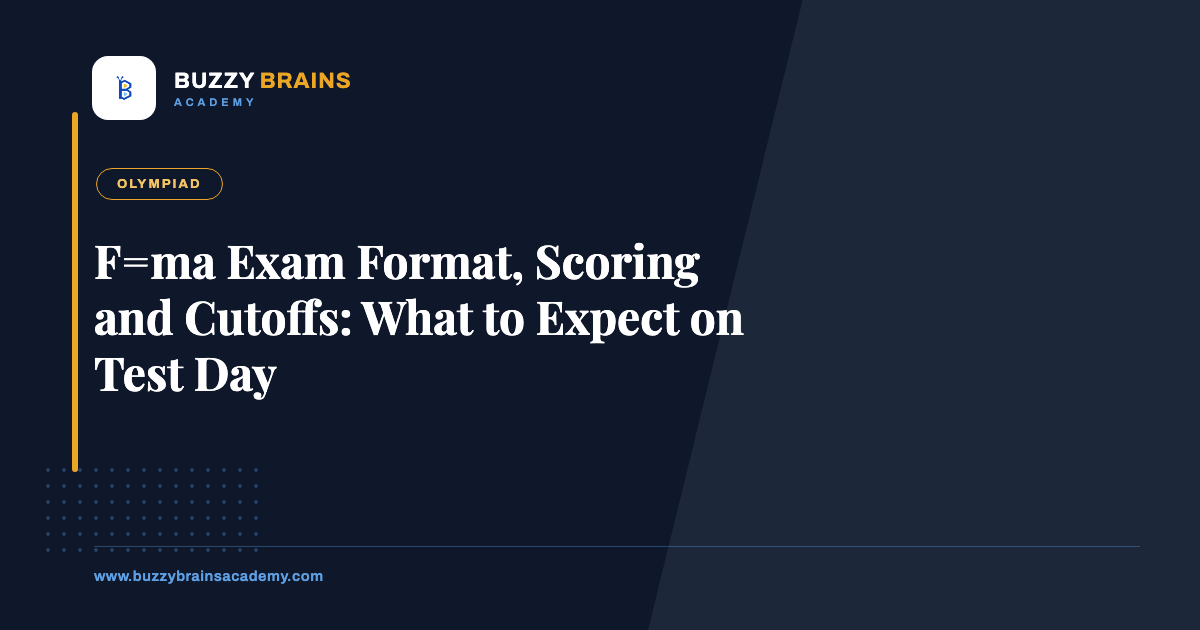 BUZZY BRAINS
ACADEMY
OLYMPIAD
F=ma Exam Format, Scoring
and Cutoffs: What to Expect on
Test Day
www.buzzybrainsacademy.com